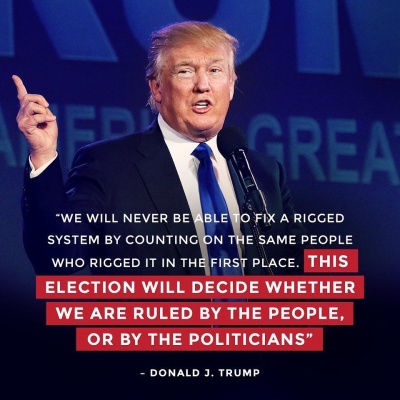 GREAT
“WE WILL NEVER BE ABLE TO FIX A RIGGED
SYSTEM BY COUNTING ON THE SAME PEOPLE
WHO RIGGED IT IN THE FIRST PLACE. THIS
ELECTION WILL DECIDE WHETHER
WE ARE RULED BY THE PEOPLE,
OR BY THE POLITICIANS”
– DONALD J. TRUMP